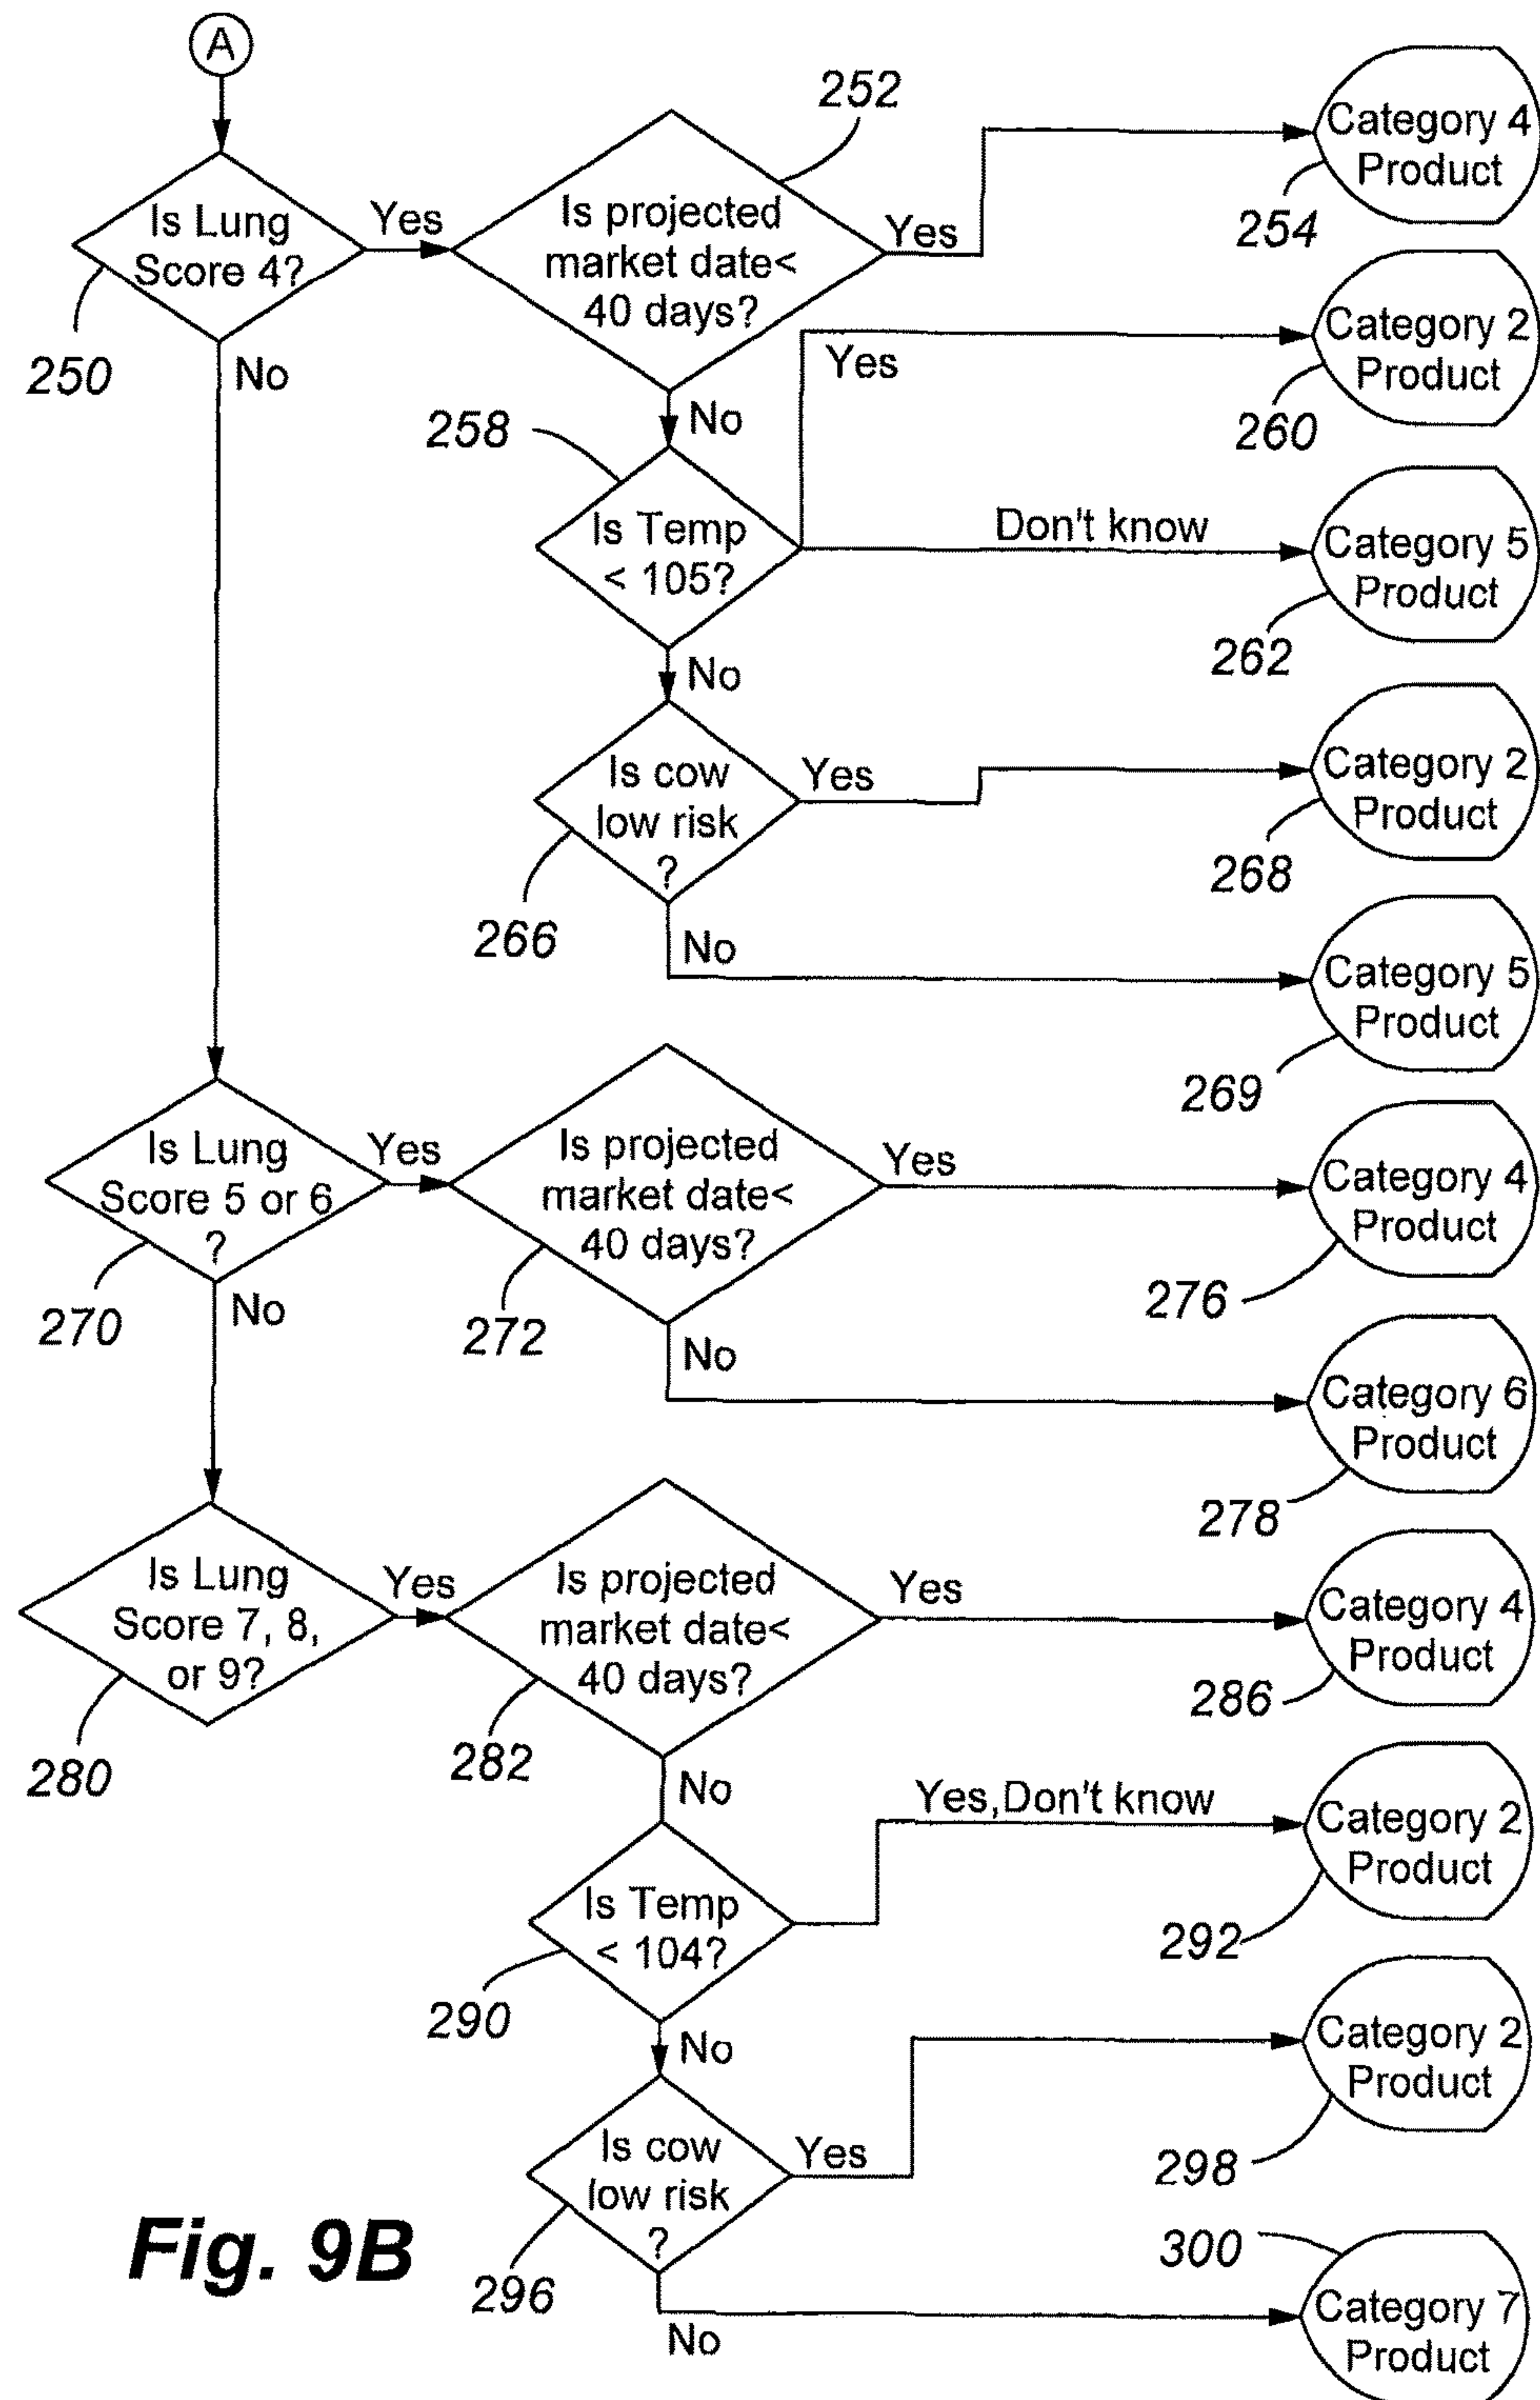 A
252
Category 4
Product
254
Is Lung
Score 4?
Yes
Is projected
market date<
40 days?
Yes
250
No
Category 2
Product
260
Yes
No
258
Is Temp
< 105?
Don't know
Category 5
Product
262
No
Is cow
low risk
?
Yes
Category 2
Product
268
266
No
Category 5
Product
269
Is Lung
Score 5 or 6
?
Yes
Is projected
market date<
40 days?
Yes
Category 4
Product
276
270
No
272
No
Category 6
Product
278
Is Lung
Score 7, 8,
or 9?
Yes
Is projected
market date<
40 days?
Yes
Category 4
Product
286
280
282
No
Yes,Don't know
Category 2
Product
292
Is Temp
< 104?
290
No
Category 2
Product
298
Is cow
low risk
?
Yes
296
300
No
Category 7
Product
Fig. 9B